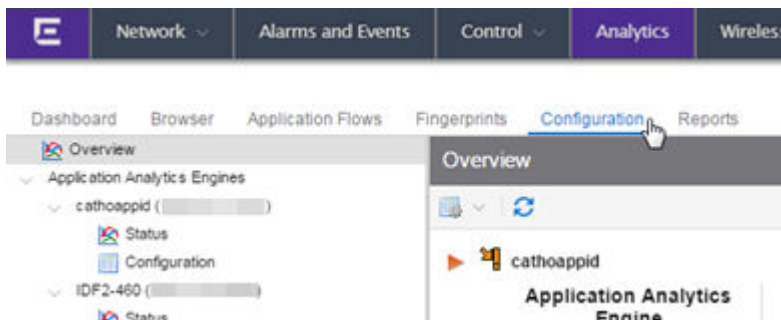 Network Alarms and Events Control Analytics Wireless
Dashboard Browser Application Flows Fingerprints Configuration Reports
Overview
Application Analytics Engines
cathoappid ( )
Status
Configuration
IDF2-460 ( )
Status
Overview
cathoappid
Application Analytics
Engine